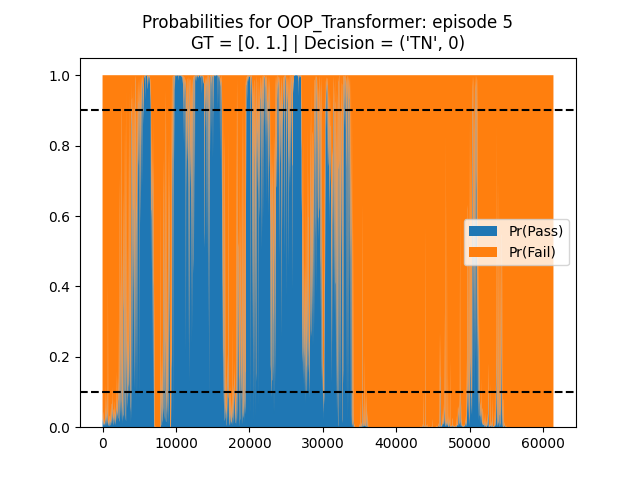 Probabilities for OOP_Transformer: episode 5
GT = [0. 1.] | Decision = ('TN', 0)
1.0
0.8
0.6
0.4
0.2
0.0
Pr(Pass)
Pr(Fail)
0 10000 20000 30000 40000 50000 60000